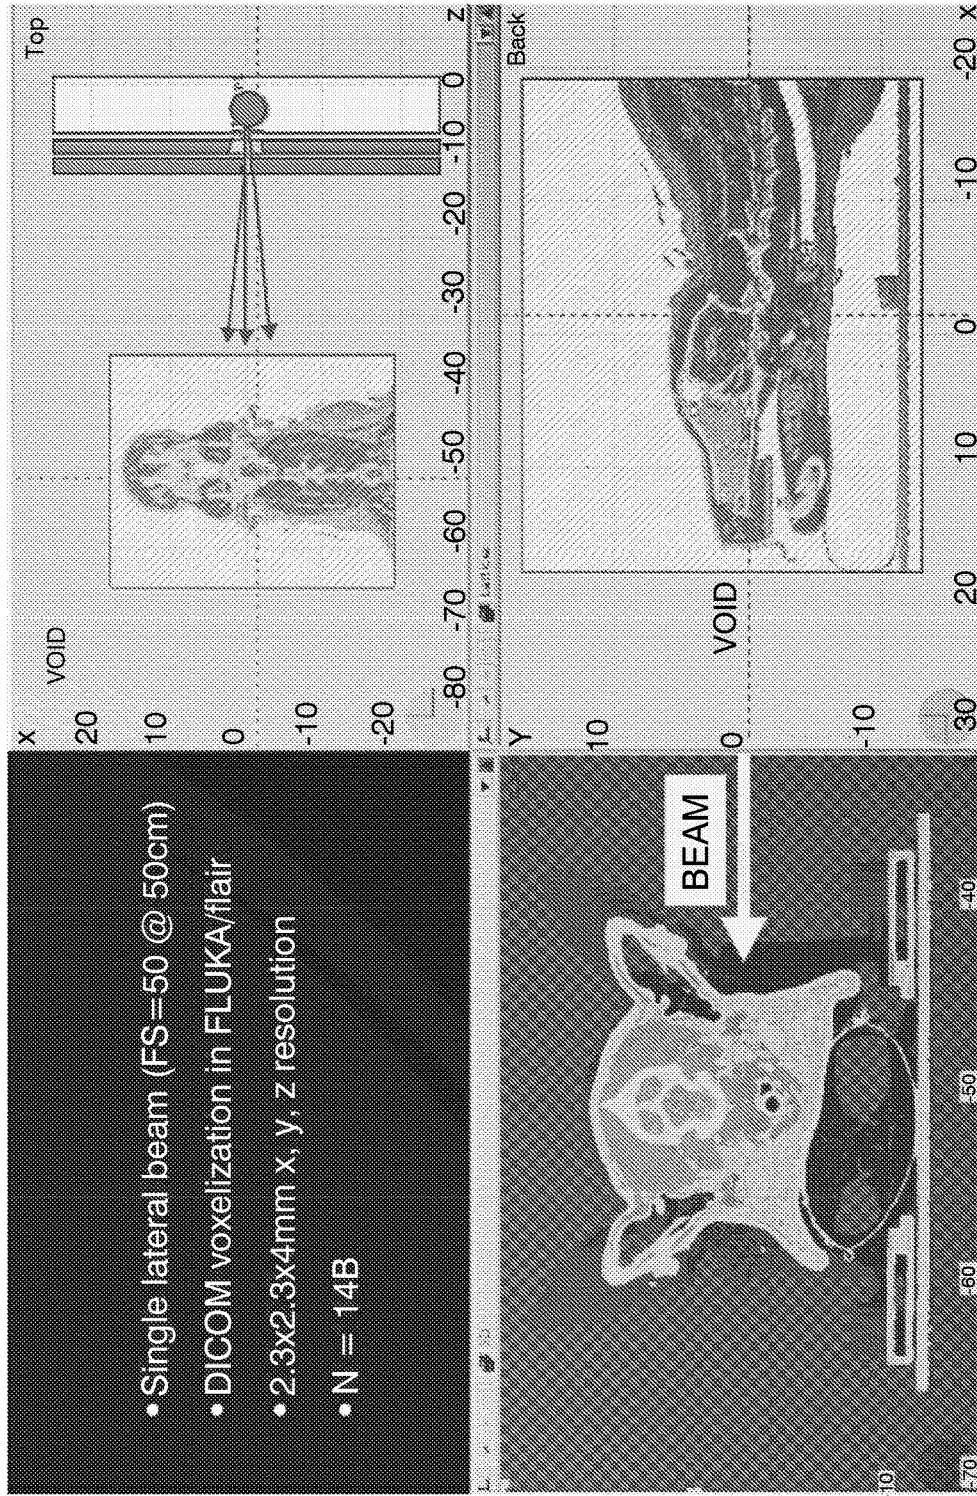 • Single lateral beam (FS=50 @ 50cm)
• DICOM voxelization in FLUKA/flair
• 2.3x2.3x4mm x, y, z resolution
• N = 14B
X
VOID
Top
20
10
0
-10
-20
-80
-70
-60
-50
-40
-30
-20
-10
0
Z
BEAM
10
-70
-60
-50
-40
Y
VOID
Back
10
0
-10
30
20
10
0
-10
-20
X